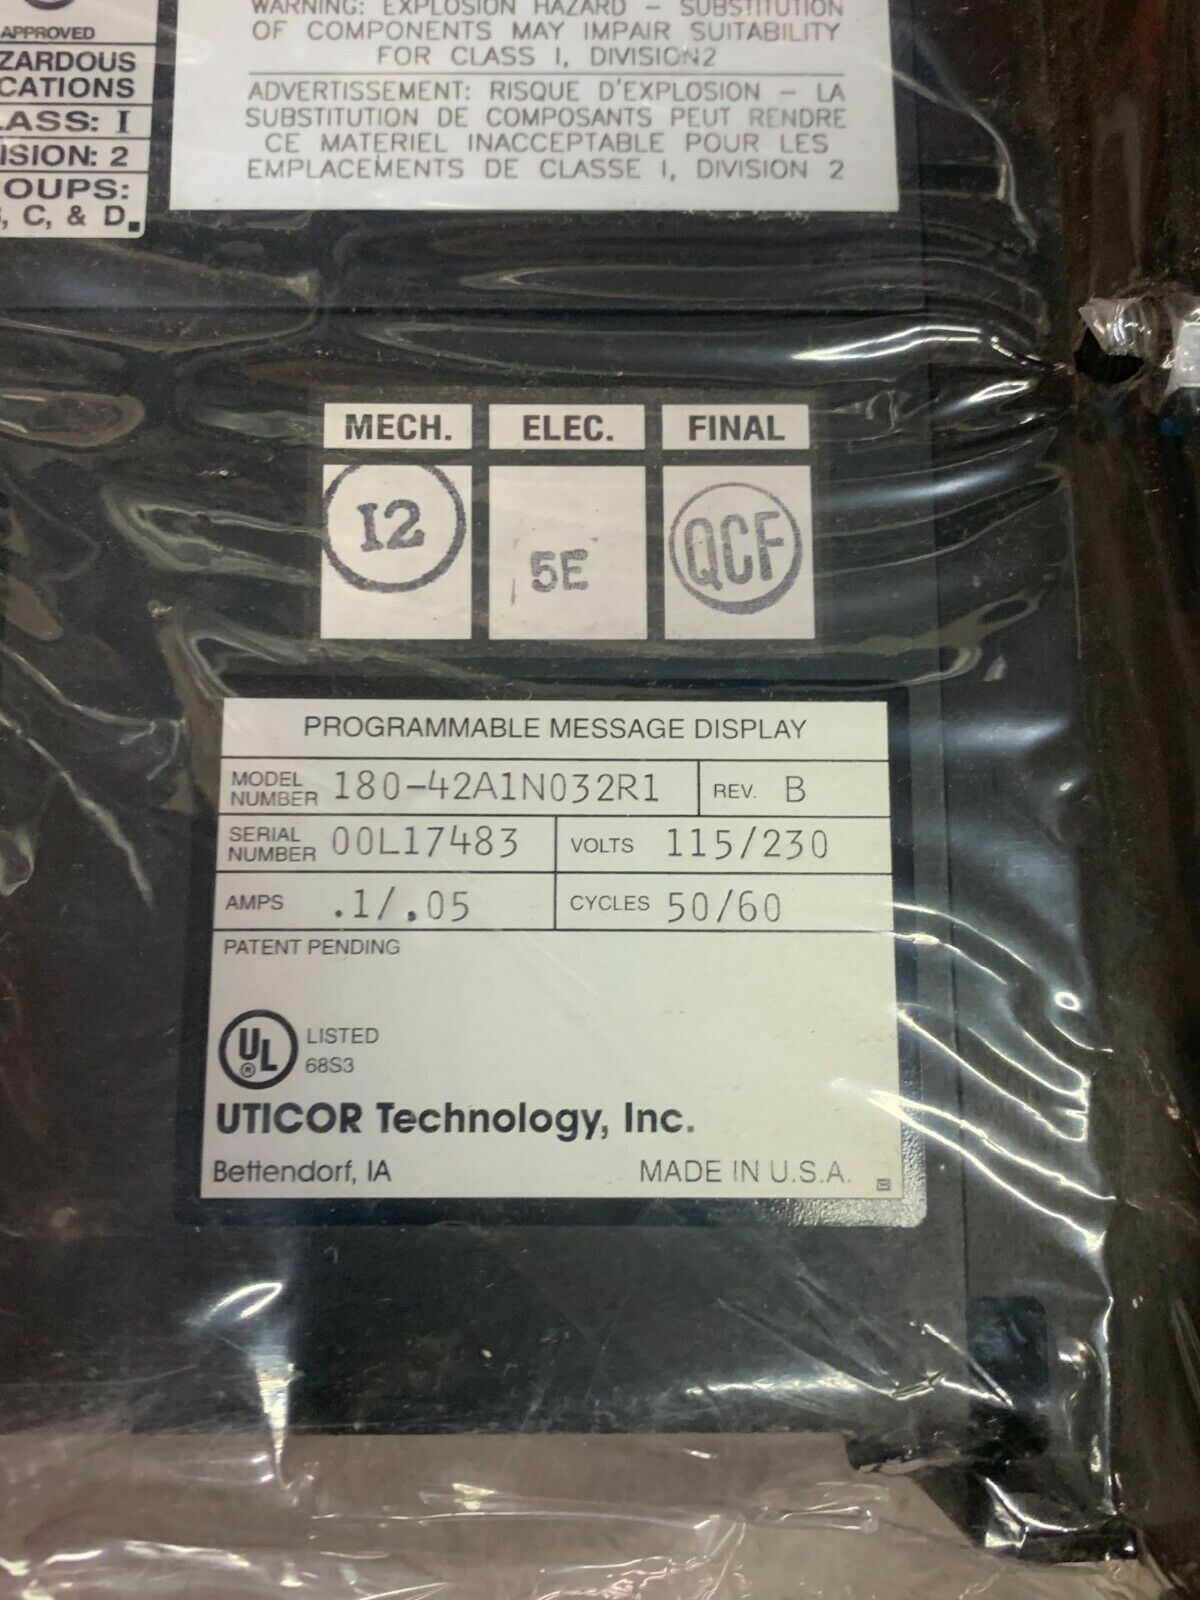 APPROVED
ZARDOUS
CATIONS
LASS: I
ISION: 2
OUPS:
, C, & D
WARNING: EXPLOSION HAZARD – SUBSTITUTION
OF COMPONENTS MAY IMPAIR SUITABILITY
FOR CLASS I, DIVISION2
ADVERTISSEMENT: RISQUE D'EXPLOSION – LA
SUBSTITUTION DE COMPOSANTS PEUT RENDRE
CE MATERIEL INACCEPTABLE POUR LES
EMPLACEMENTS DE CLASSE I, DIVISION 2
MECH. ELEC. FINAL
I2 5E QCF
PROGRAMMABLE MESSAGE DISPLAY
MODEL NUMBER 180-42A1N032R1 REV. B
SERIAL NUMBER 00L17483 VOLTS 115/230
AMPS .1/.05 CYCLES 50/60
PATENT PENDING
UL ® LISTED
68S3
UTICOR Technology, Inc.
Bettendorf, IA MADE IN U.S.A.